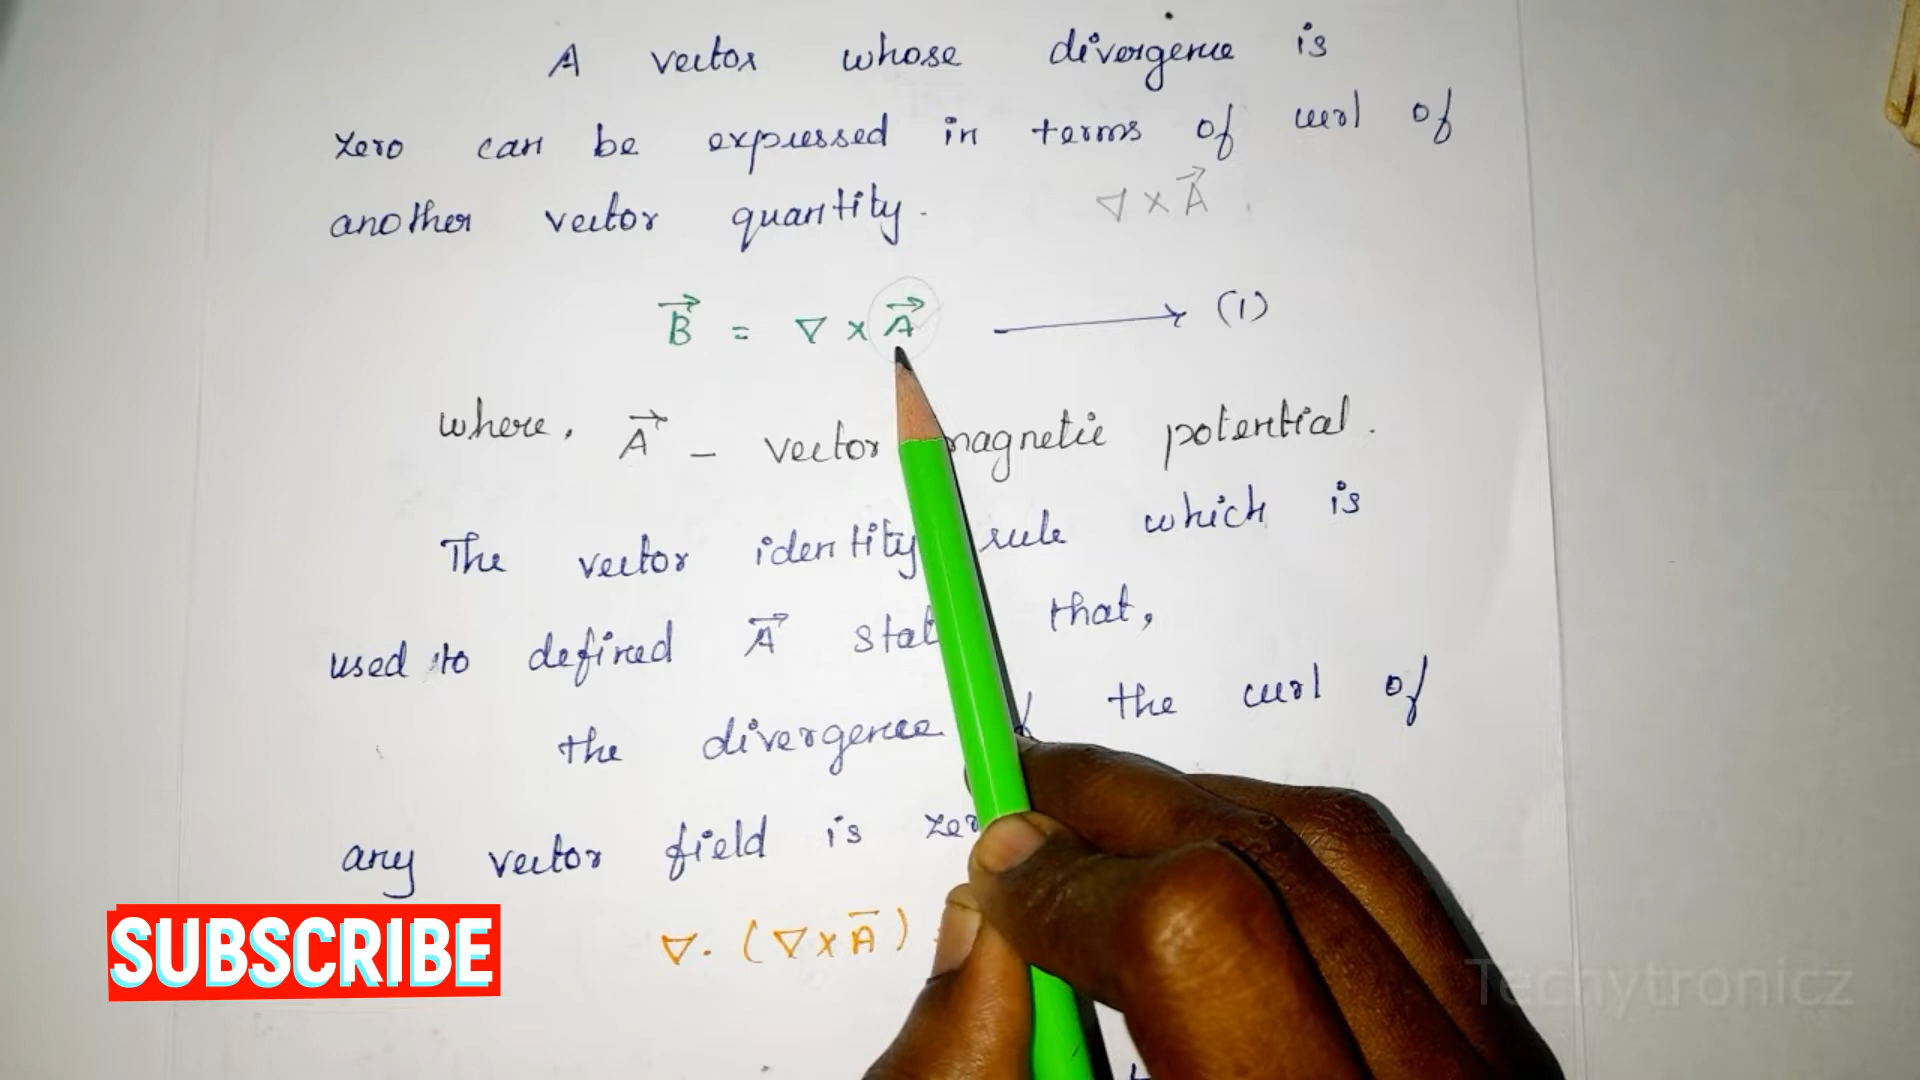 A vector whose divergence is
zero can be expressed in terms of curl of
another vector quantity.
∇ × A⃗
B⃗ = ∇ × A⃗ ⟶ (1)
where, A⃗ - vector magnetic potential.
The vector identity rule which is
used to defined A⃗ that,
the divergence the curl of
any vector field is
∇. (∇ × A̅)
SUBSCRIBE
Techytronicz